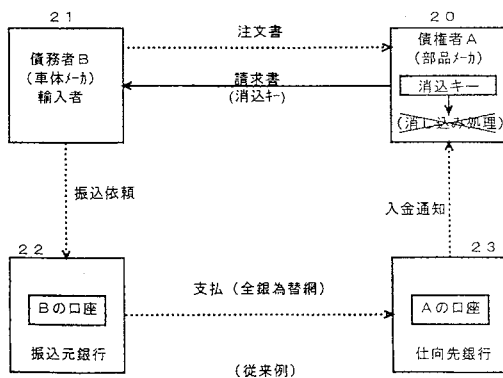 21
20
注文書
債務者B
(車体メーカ)
輸入者
債権者A
(部品メーカ)
消込キー
(消し込み処理)
請求書
(消込キー)
振込依頼
入金通知
22
23
支払(全銀為替網)
Bの口座
Aの口座
振込元銀行
仕向先銀行
(従来例)